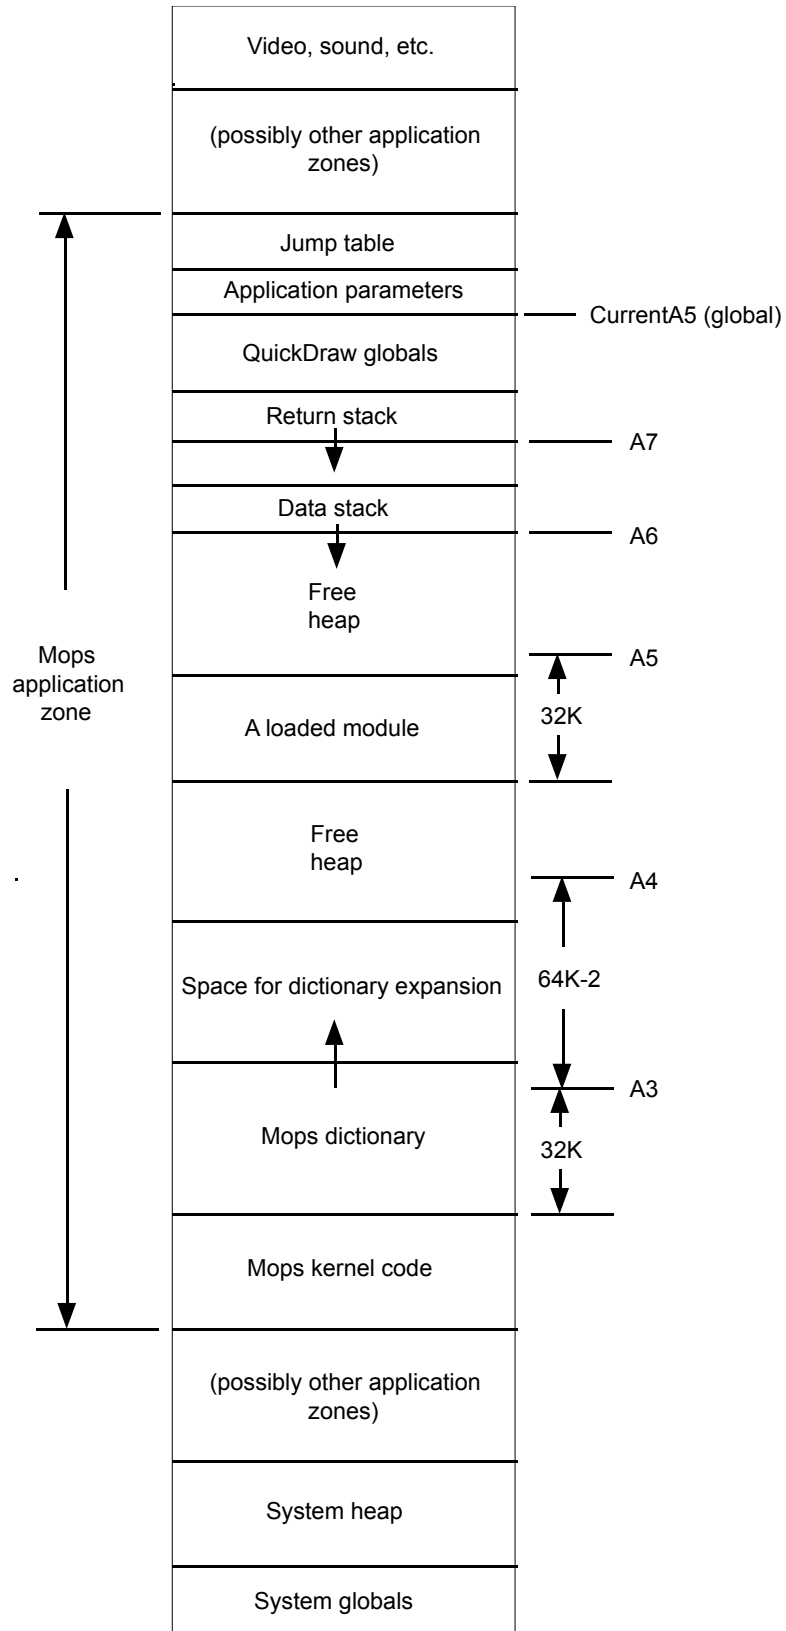 Video, sound, etc.
(possibly other application
zones)
Jump table
Application parameters
CurrentA5 (global)
QuickDraw globals
Return stack
A7
Data stack
A6
Free
heap
A5
Mops
application
zone
32K
A loaded module
Free
heap
A4
Space for dictionary expansion
64K-2
A3
Mops dictionary
32K
Mops kernel code
(possibly other application
zones)
System heap
System globals